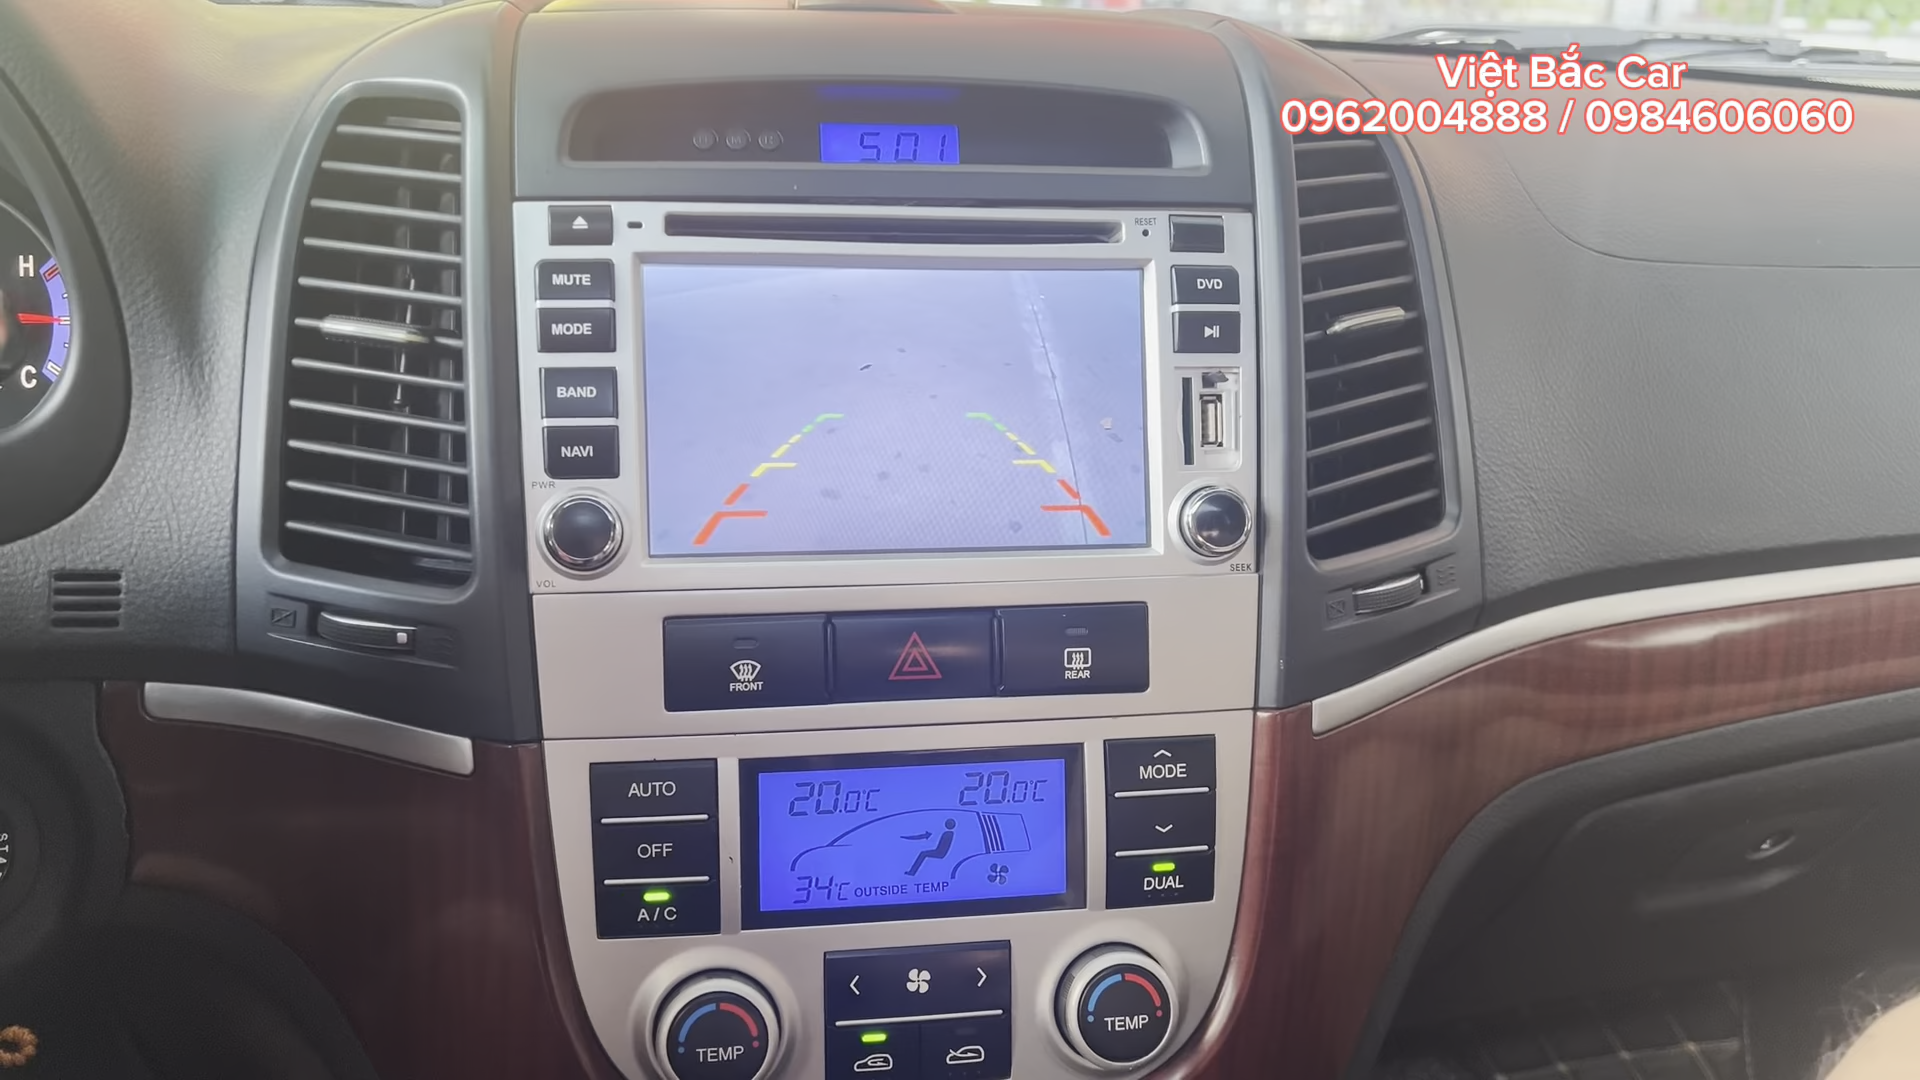 Việt Bắc Car
0962004888 / 0984606060
501
RESET
MUTE
DVD
MODE
BAND
NAVI
PWR
VOL
SEEK
H
C
FRONT
REAR
AUTO
OFF
A/C
20.0°C 20.0°C
34°C OUTSIDE TEMP
MODE
DUAL
TEMP
TEMP